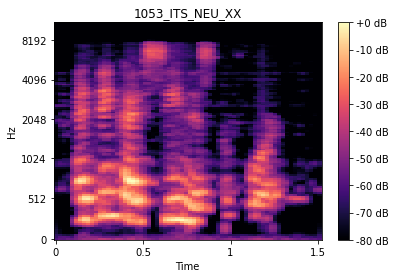 1053_ITS_NEU_XX
Hz
8192
4096
2048
1024
512
0
0
0.5
1
1.5
Time
+0 dB
-10 dB
-20 dB
-30 dB
-40 dB
-50 dB
-60 dB
-70 dB
-80 dB